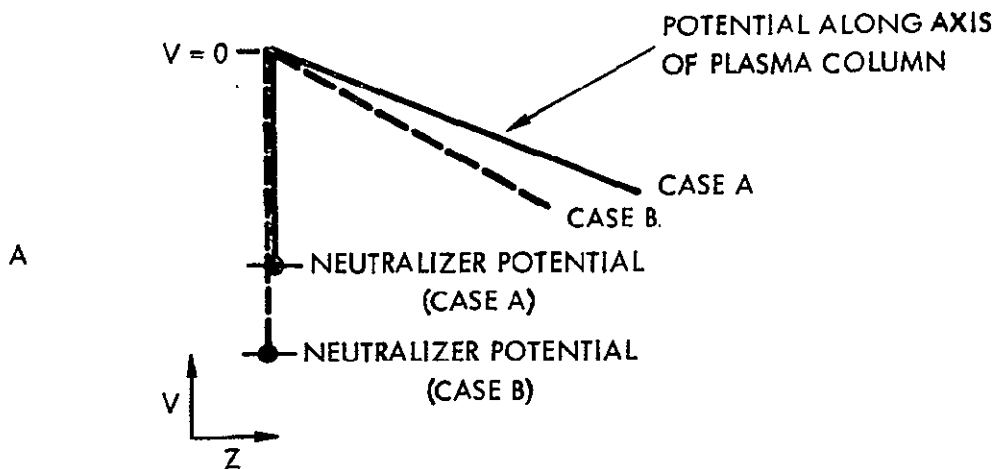 POTENTIAL ALONG AXIS
OF PLASMA COLUMN
V = 0
CASE A
CASE B.
A
NEUTRALIZER POTENTIAL
(CASE A)
NEUTRALIZER POTENTIAL
(CASE B)
V
Z